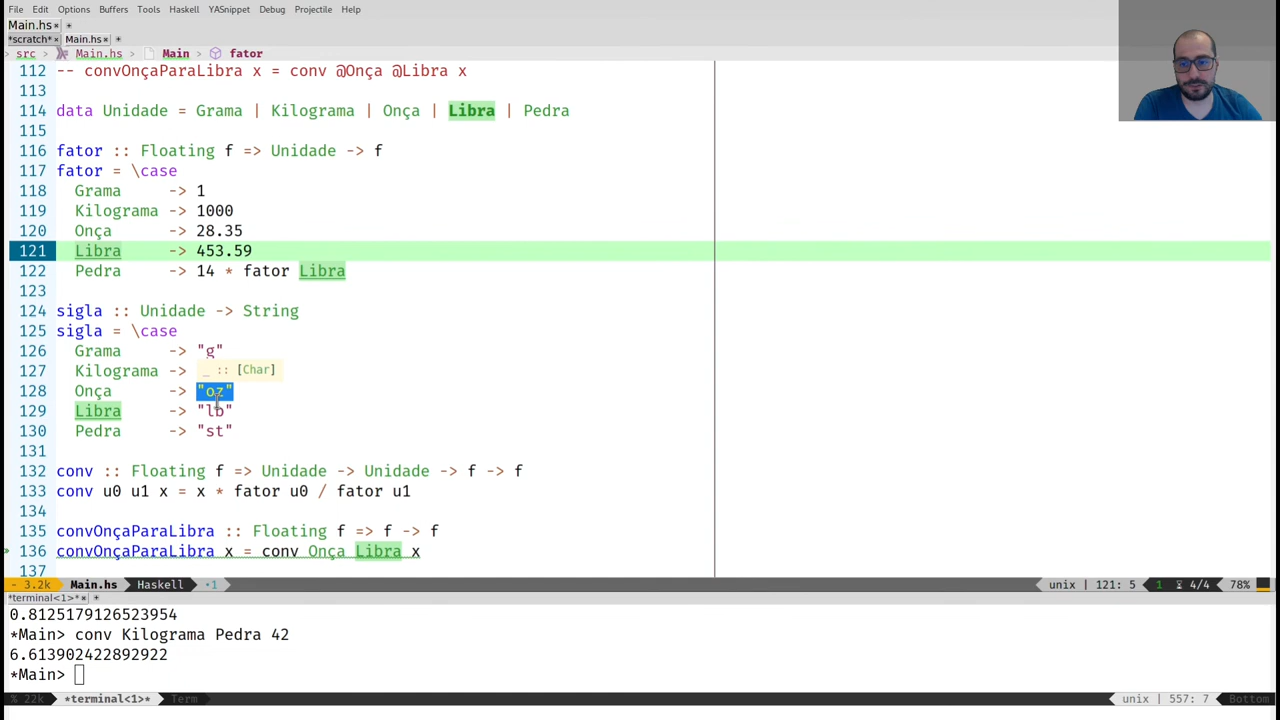 File Edit Options Buffers Tools Haskell YASnippet Debug Projectile Help
Main.hs× +
*scratch*× Main.hs× +
› src › Main.hs › Main › fator
112 -- convOnçaParaLibra x = conv @Onça @Libra x
113
114 data Unidade = Grama | Kilograma | Onça | Libra | Pedra
115
116 fator :: Floating f => Unidade -> f
117 fator = \case
118 Grama -> 1
119 Kilograma -> 1000
120 Onça -> 28.35
121 Libra -> 453.59
122 Pedra -> 14 * fator Libra
123
124 sigla :: Unidade -> String
125 sigla = \case
126 Grama -> "g"
127 Kilograma -> _ :: [Char]
128 Onça -> "oz"
129 Libra -> "lb"
130 Pedra -> "st"
131
132 conv :: Floating f => Unidade -> Unidade -> f -> f
133 conv u0 u1 x = x * fator u0 / fator u1
134
135 convOnçaParaLibra :: Floating f => f -> f
136 convOnçaParaLibra x = conv Onça Libra x
137
- 3.2k Main.hs Haskell •1 unix | 121: 5 1 4/4 78%
*terminal<1>*× +
0.8125179126523954
*Main> conv Kilograma Pedra 42
6.613902422892922
*Main>
% 22k *terminal<1>* Term unix | 557: 7 Bottom